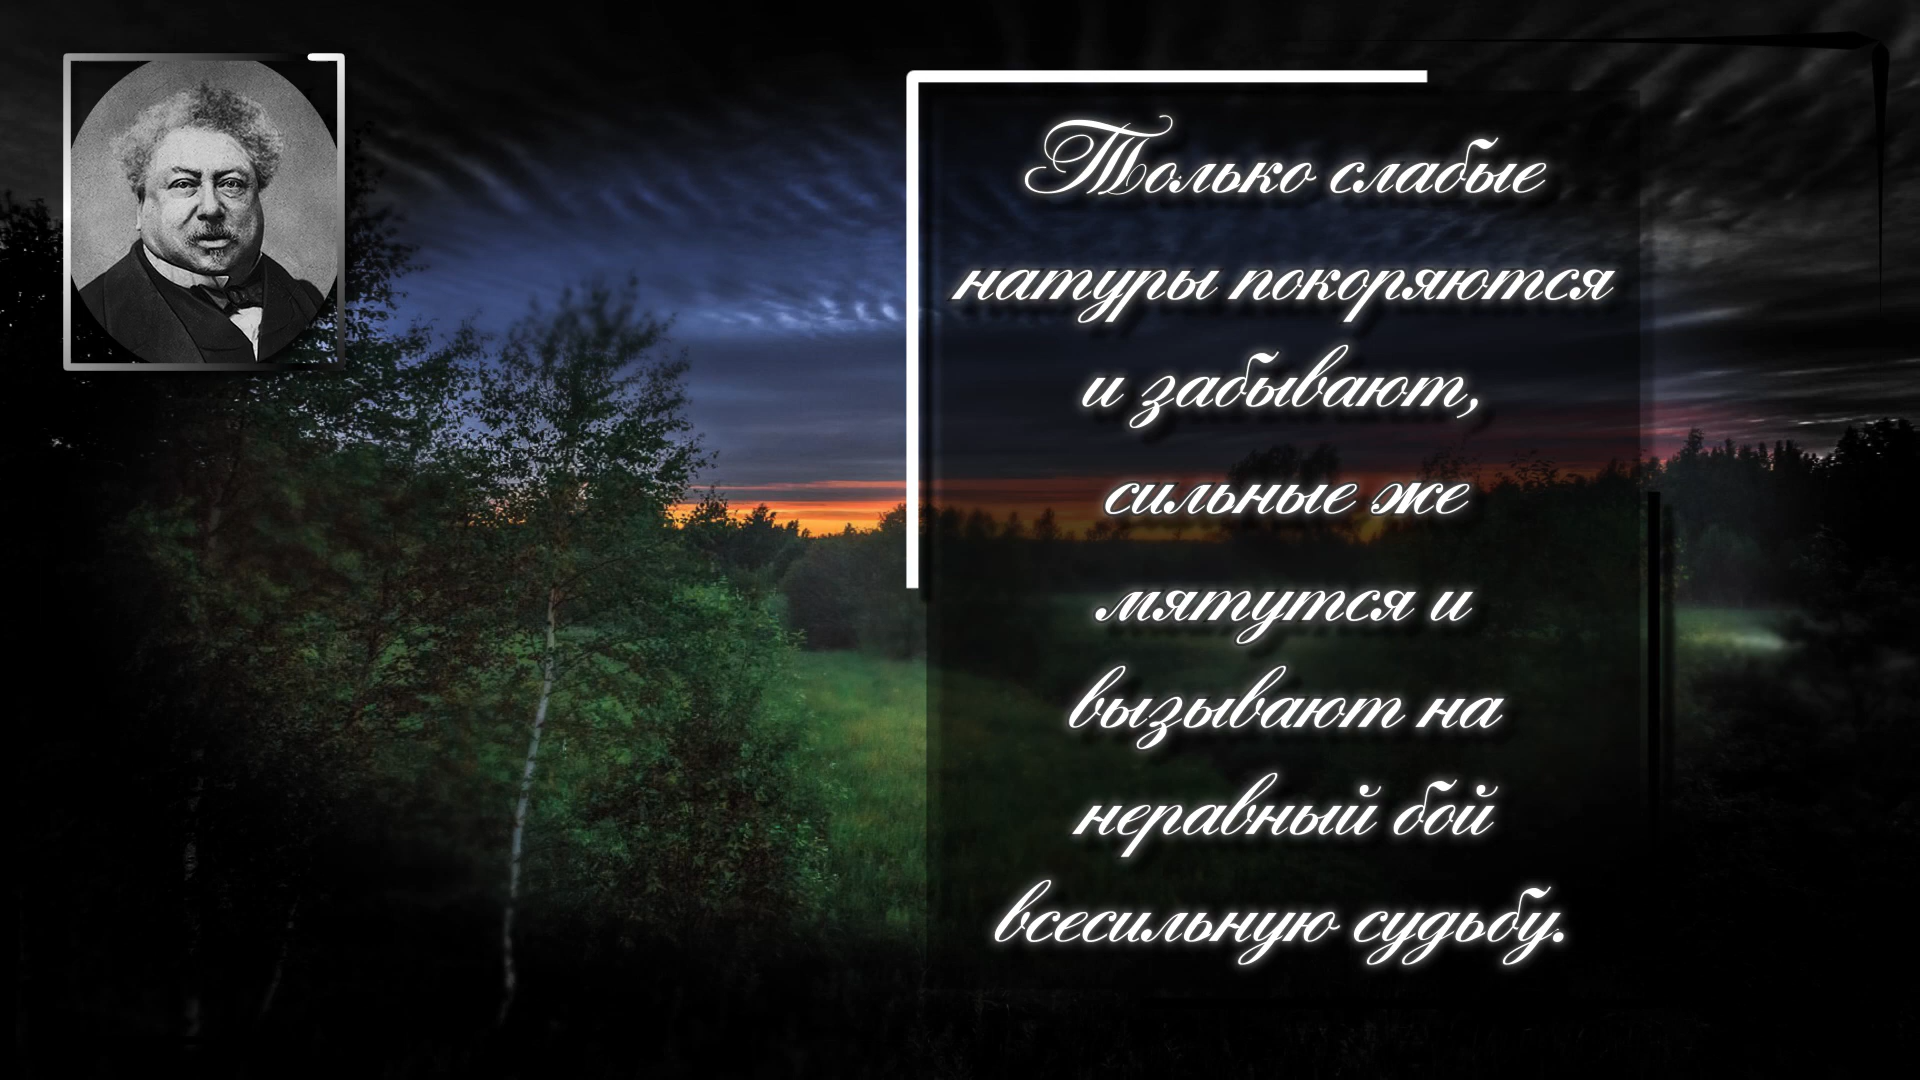 Только слабые
натуры покоряются
и забывают,
сильные же
мятутся и
вызывают на
неравный бой
всесильную судьбу.